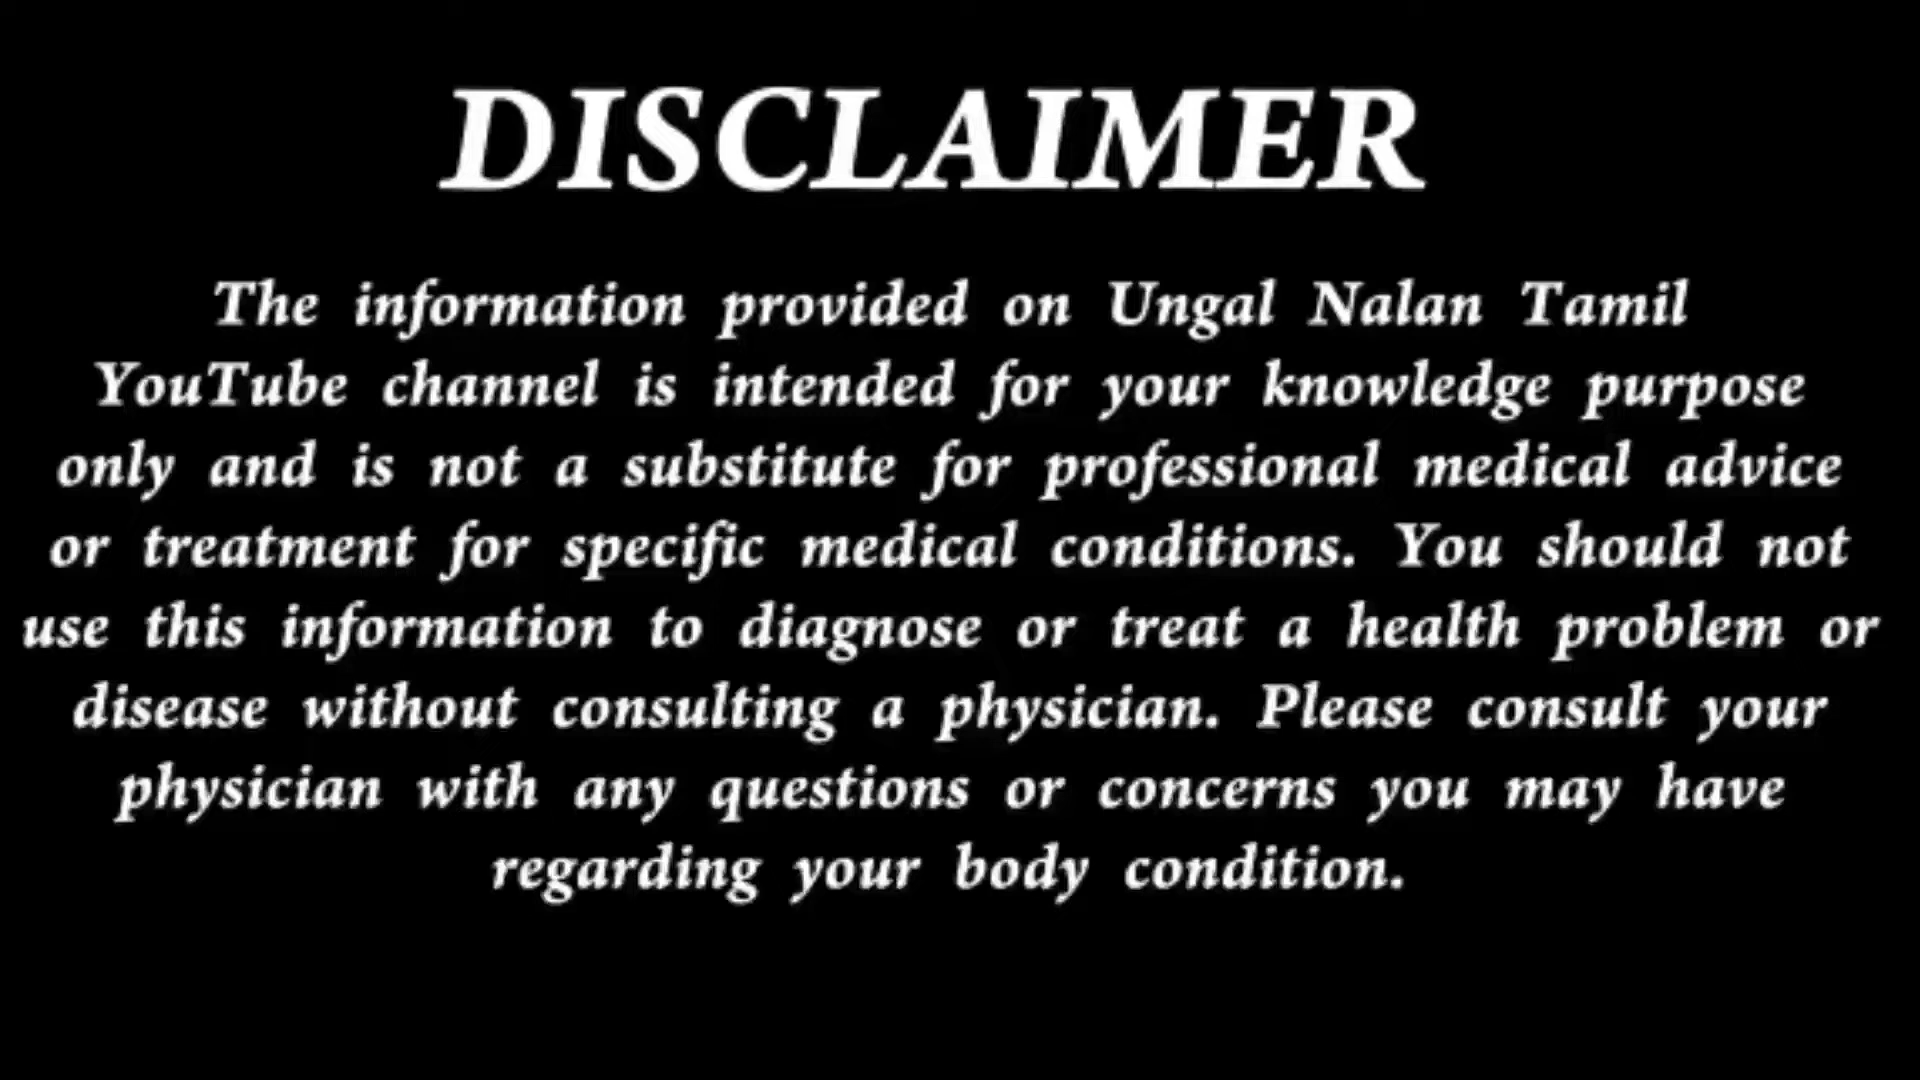 DISCLAIMER
The information provided on Ungal Nalan Tamil
YouTube channel is intended for your knowledge purpose
only and is not a substitute for professional medical advice
or treatment for specific medical conditions. You should not
use this information to diagnose or treat a health problem or
disease without consulting a physician. Please consult your
physician with any questions or concerns you may have
regarding your body condition.